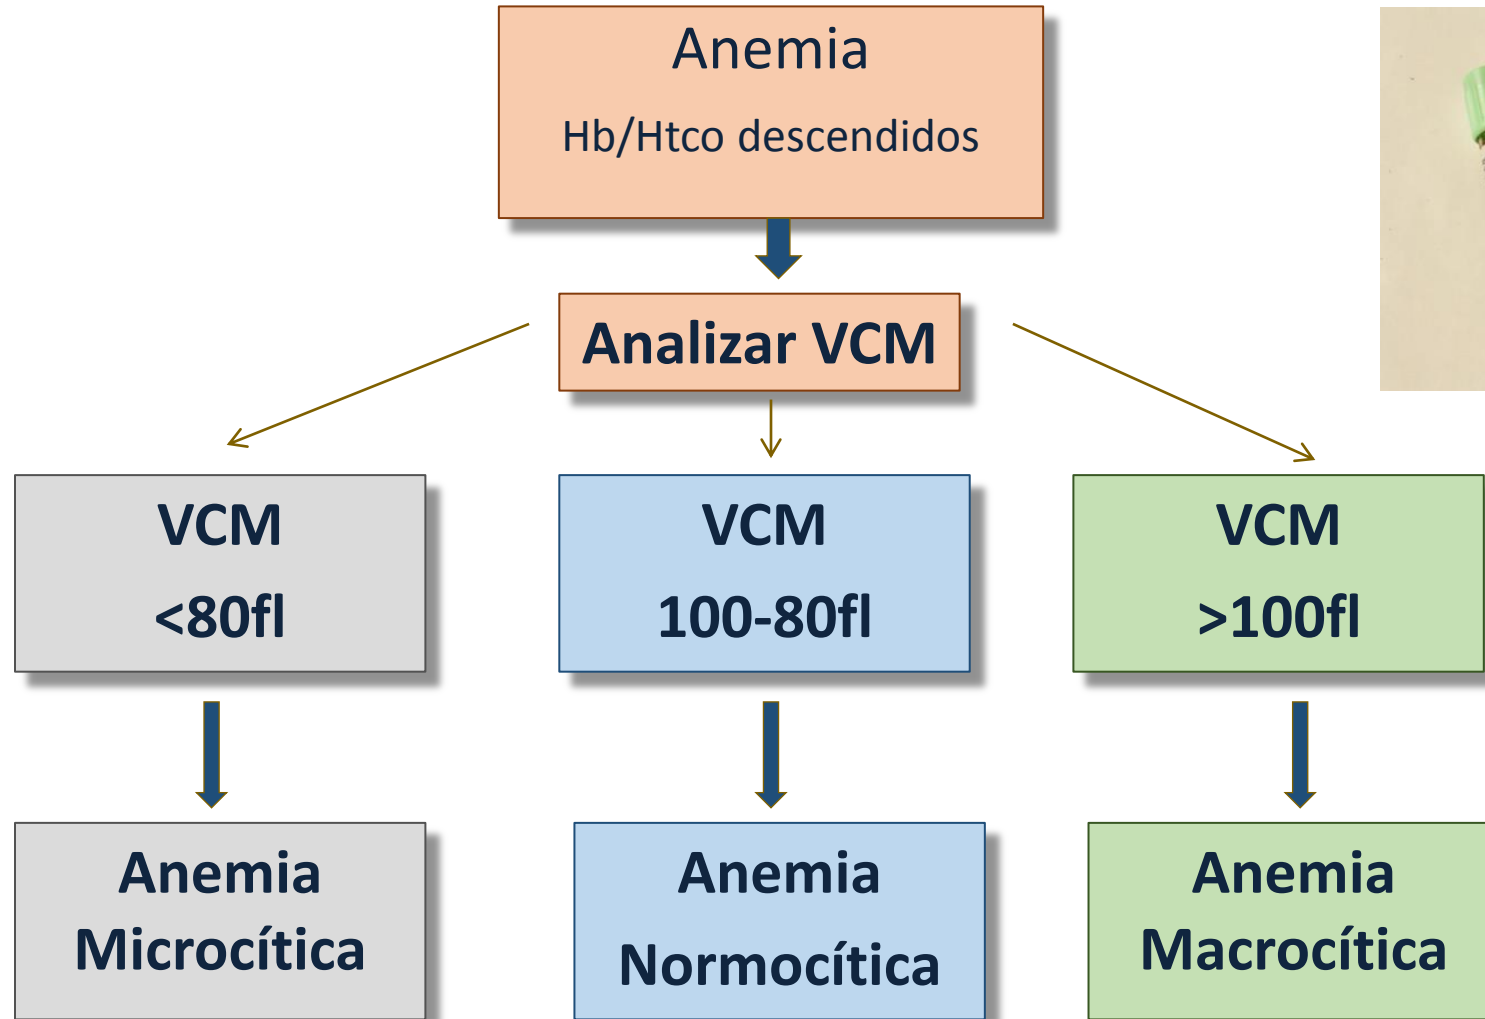 Anemia
Hb/Htco descendidos
Analizar VCM
VCM
<80fl
VCM
100-80fl
VCM
>100fl
Anemia
Microcítica
Anemia
Normocítica
Anemia
Macrocítica